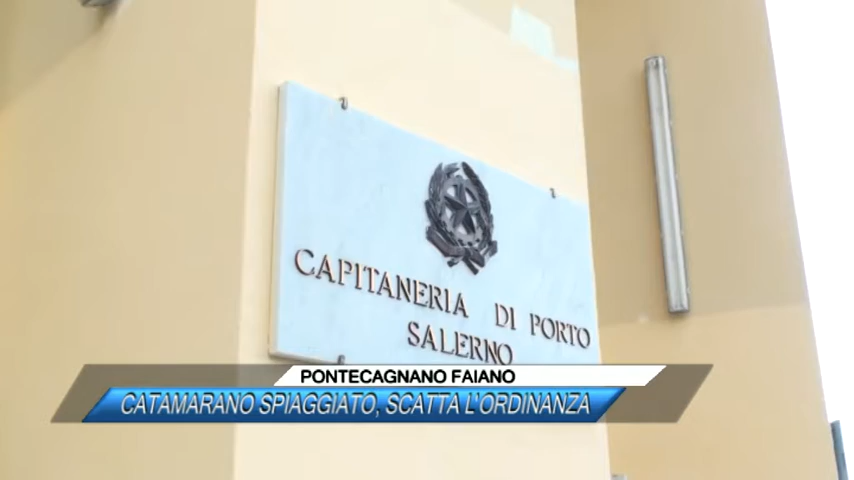 CAPITANERIA DI PORTO
SALERNO
PONTECAGNANO FAIANO
CATAMARANO SPIAGGIATO, SCATTA L'ORDINANZA